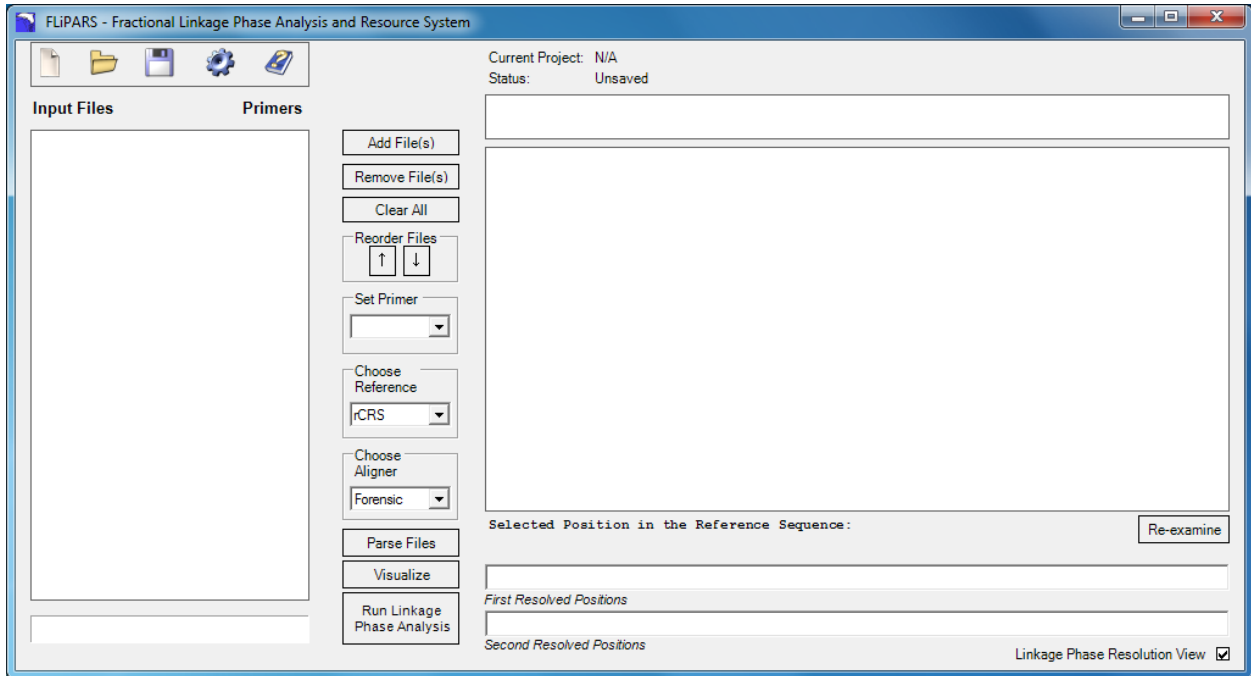 FLiPARS - Fractional Linkage Phase Analysis and Resource System
Current Project: N/A
Status: Unsaved
Input Files Primers
Add File(s)
Remove File(s)
Clear All
Reorder Files
↑ ↓
Set Primer
Choose
Reference
rCRS
Choose
Aligner
Forensic
Parse Files
Visualize
Run Linkage
Phase Analysis
Selected Position in the Reference Sequence:
Re-examine
First Resolved Positions
Second Resolved Positions
Linkage Phase Resolution View